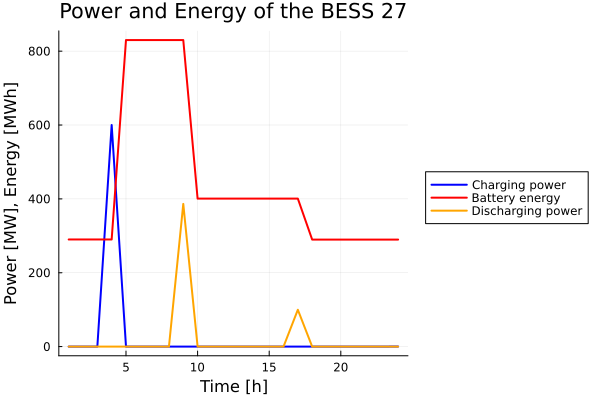 Power and Energy of the BESS 27
Power [MW], Energy [MWh]
800
600
400
200
0
5
10
15
20
Time [h]
Charging power
Battery energy
Discharging power